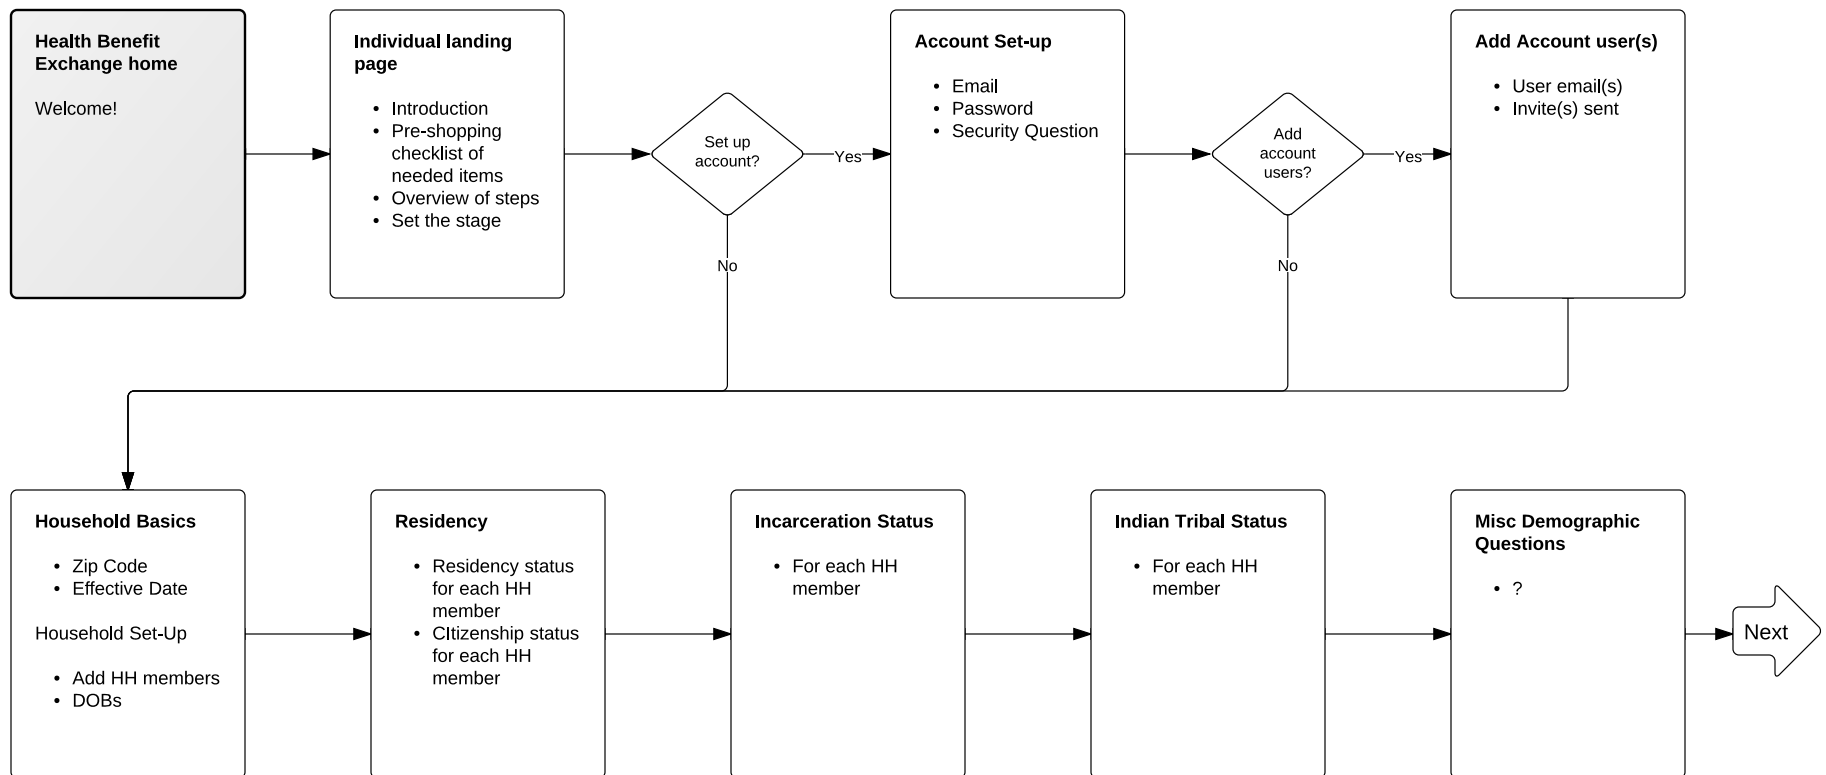 Health Benefit
Exchange home
Welcome!
Individual landing
page
• Introduction
• Pre-shopping
checklist of
needed items
• Overview of steps
• Set the stage
Set up
account?
Yes
No
Account Set-up
• Email
• Password
• Security Question
Add
account
users?
Yes
No
Add Account user(s)
• User email(s)
• Invite(s) sent
Household Basics
• Zip Code
• Effective Date
Household Set-Up
• Add HH members
• DOBs
Residency
• Residency status
for each HH
member
• CItizenship status
for each HH
member
Incarceration Status
• For each HH
member
Indian Tribal Status
• For each HH
member
Misc Demographic
Questions
• ?
Next